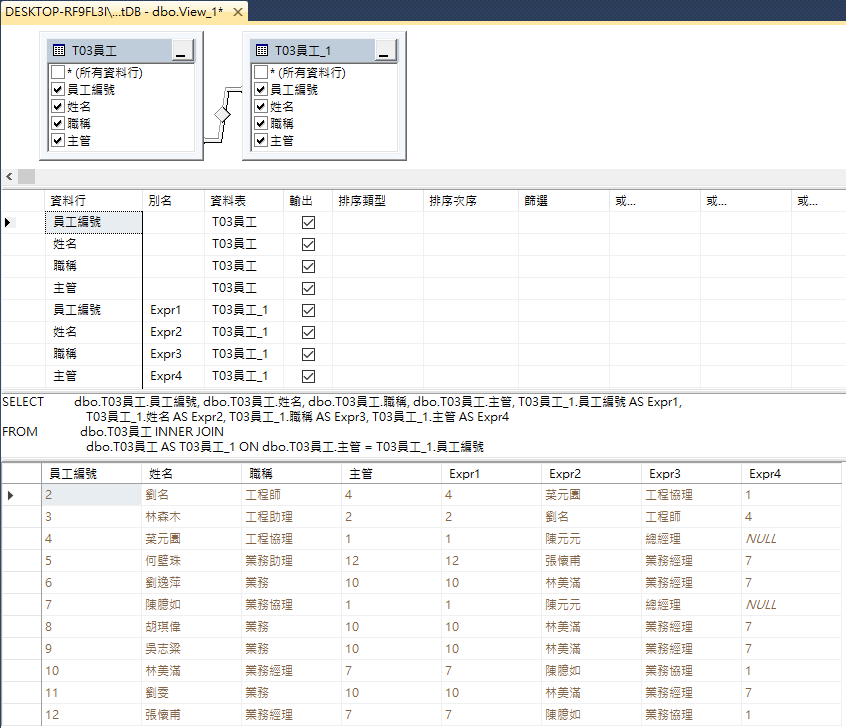 DESKTOP-RF9FL3I\...tDB - dbo.View_1*
T03員工 T03員工_1
* (所有資料行) * (所有資料行)
員工編號 員工編號
姓名 姓名
職稱 職稱
主管 主管
資料行 別名 資料表 輸出 排序類型 排序次序 篩選 或... 或... 或...
員工編號 T03員工
姓名 T03員工
職稱 T03員工
主管 T03員工
員工編號 Expr1 T03員工_1
姓名 Expr2 T03員工_1
職稱 Expr3 T03員工_1
主管 Expr4 T03員工_1
SELECT dbo.T03員工.員工編號, dbo.T03員工.姓名, dbo.T03員工.職稱, dbo.T03員工.主管, T03員工_1.員工編號 AS Expr1,
T03員工_1.姓名 AS Expr2, T03員工_1.職稱 AS Expr3, T03員工_1.主管 AS Expr4
FROM dbo.T03員工 INNER JOIN
dbo.T03員工 AS T03員工_1 ON dbo.T03員工.主管 = T03員工_1.員工編號
員工編號 姓名 職稱 主管 Expr1 Expr2 Expr3 Expr4
2 劉名 工程師 4 4 葉元園 工程協理 1
3 林森木 工程助理 2 2 劉名 工程師 4
4 葉元園 工程協理 1 1 陳元元 總經理 NULL
5 何壁珠 業務助理 12 12 張懷甫 業務經理 7
6 劉逸萍 業務 10 10 林美滿 業務經理 7
7 陳臆如 業務協理 1 1 陳元元 總經理 NULL
8 胡琪偉 業務 10 10 林美滿 業務經理 7
9 吳志梁 業務 10 10 林美滿 業務經理 7
10 林美滿 業務經理 7 7 陳臆如 業務協理 1
11 劉雯 業務 10 10 林美滿 業務經理 7
12 張懷甫 業務經理 7 7 陳臆如 業務協理 1